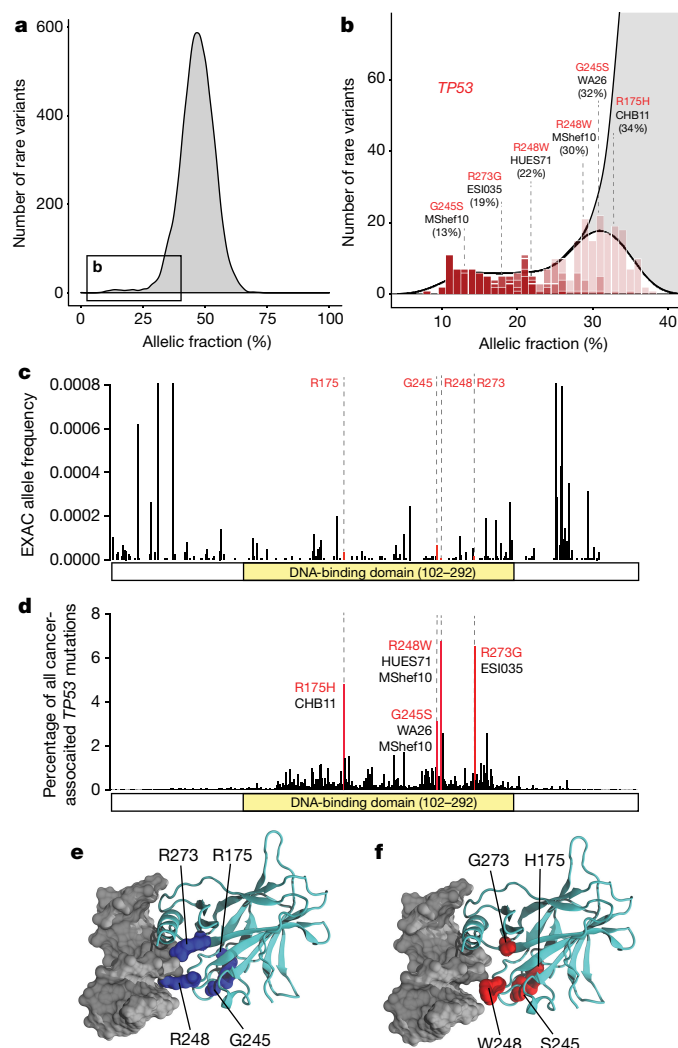 a
Number of rare variants
600
400
200
0
b
0
25
50
75
100
Allelic fraction (%)
b
Number of rare variants
60
40
20
0
TP53
G245S
WA26
(32%)
R175H
CHB11
(34%)
R248W
MShef10
(30%)
R248W
HUES71
(22%)
R273G
ESI035
(19%)
G245S
MShef10
(13%)
10
20
30
40
Allelic fraction (%)
c
EXAC allele frequency
0.0008
0.0006
0.0004
0.0002
0.0000
R175
G245
R248
R273
DNA-binding domain (102–292)
d
Percentage of all cancer-
assocaited TP53 mutations
8
6
4
2
0
R175H
CHB11
R248W
HUES71
MShef10
G245S
WA26
MShef10
R273G
ESI035
DNA-binding domain (102–292)
e
R273 R175
R248 G245
f
G273 H175
W248 S245